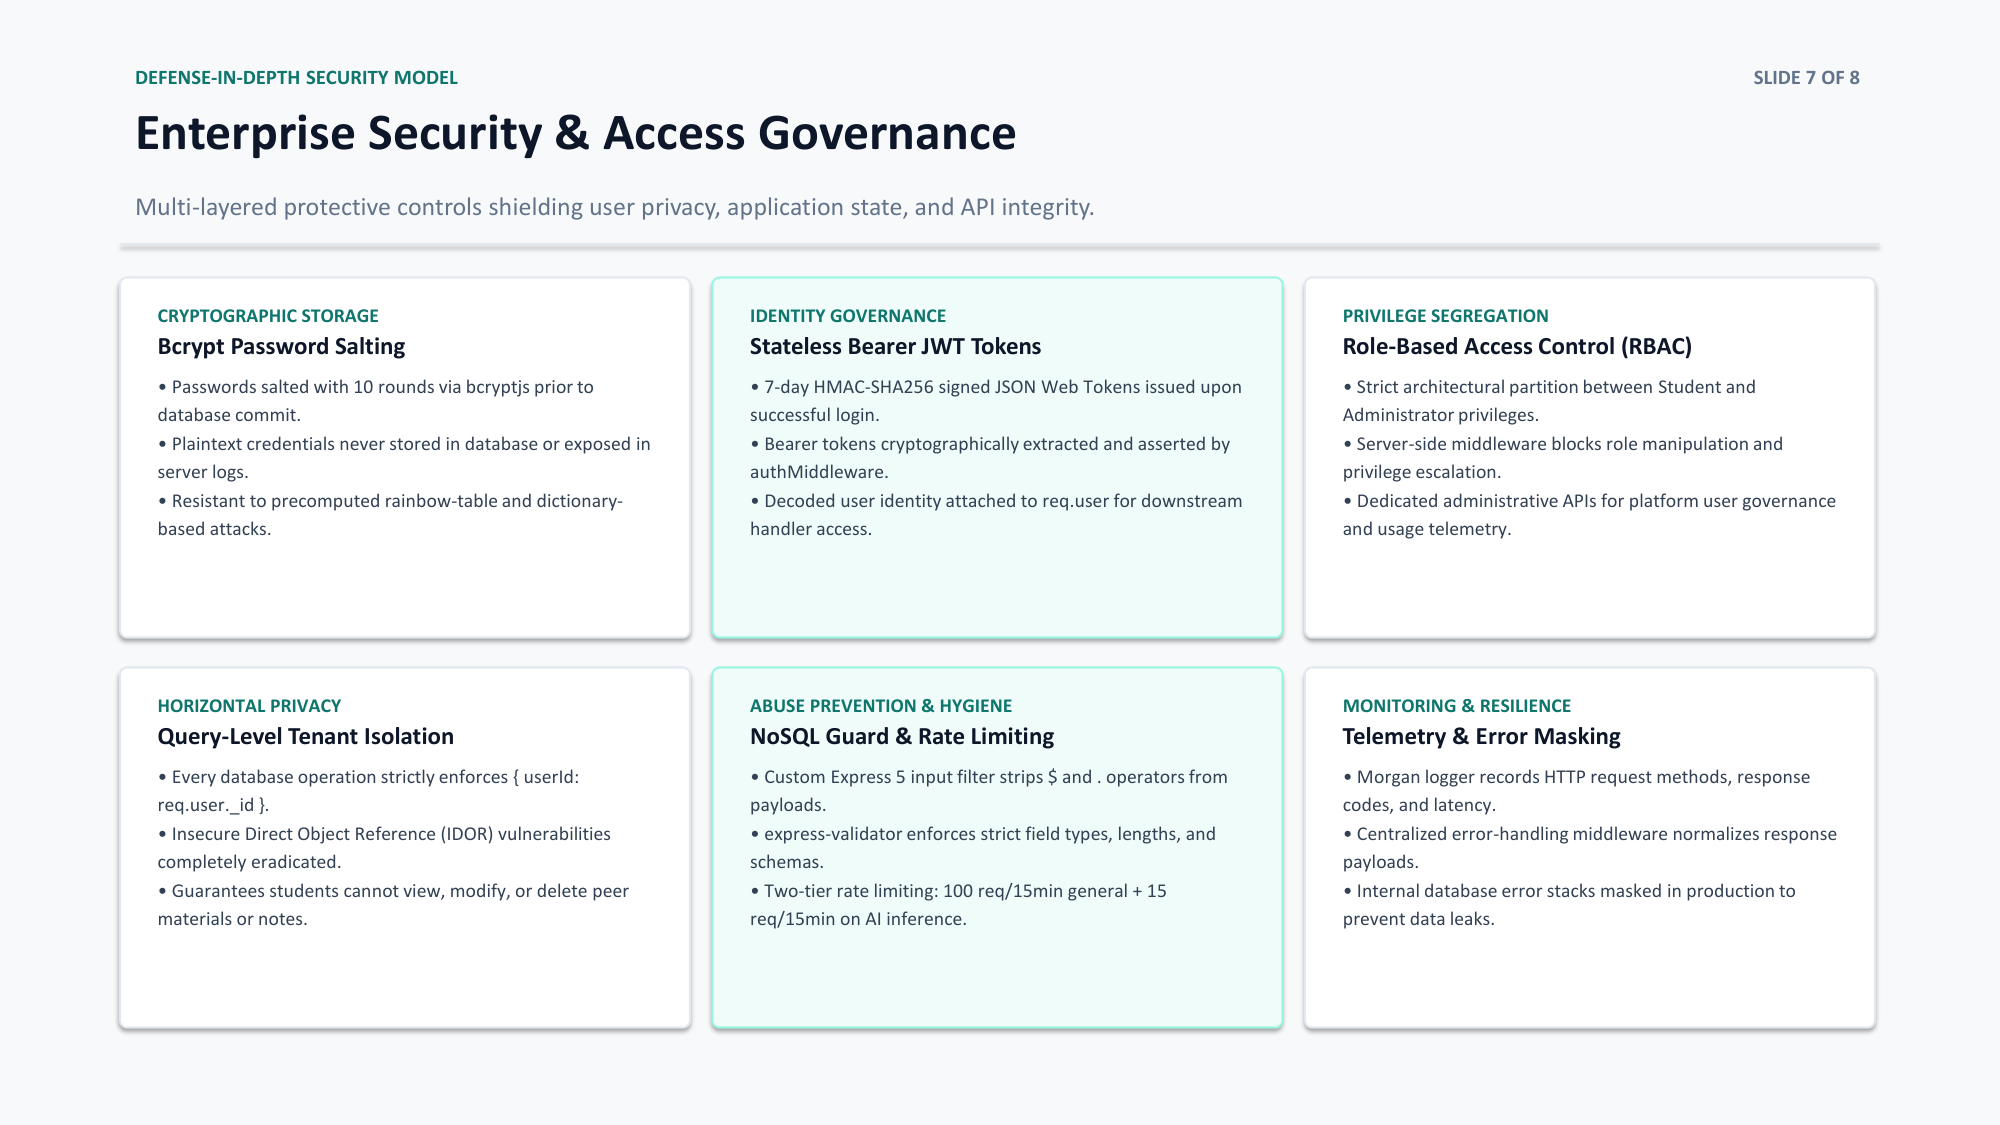 DEFENSE-IN-DEPTH SECURITY MODEL
SLIDE 7 OF 8
Enterprise Security & Access Governance
Multi-layered protective controls shielding user privacy, application state, and API integrity.
CRYPTOGRAPHIC STORAGE
Bcrypt Password Salting
• Passwords salted with 10 rounds via bcryptjs prior to
database commit.
• Plaintext credentials never stored in database or exposed in
server logs.
• Resistant to precomputed rainbow-table and dictionary-
based attacks.
IDENTITY GOVERNANCE
Stateless Bearer JWT Tokens
• 7-day HMAC-SHA256 signed JSON Web Tokens issued upon
successful login.
• Bearer tokens cryptographically extracted and asserted by
authMiddleware.
• Decoded user identity attached to req.user for downstream
handler access.
PRIVILEGE SEGREGATION
Role-Based Access Control (RBAC)
• Strict architectural partition between Student and
Administrator privileges.
• Server-side middleware blocks role manipulation and
privilege escalation.
• Dedicated administrative APIs for platform user governance
and usage telemetry.
HORIZONTAL PRIVACY
Query-Level Tenant Isolation
• Every database operation strictly enforces { userId:
req.user._id }.
• Insecure Direct Object Reference (IDOR) vulnerabilities
completely eradicated.
• Guarantees students cannot view, modify, or delete peer
materials or notes.
ABUSE PREVENTION & HYGIENE
NoSQL Guard & Rate Limiting
• Custom Express 5 input filter strips $ and . operators from
payloads.
• express-validator enforces strict field types, lengths, and
schemas.
• Two-tier rate limiting: 100 req/15min general + 15
req/15min on AI inference.
MONITORING & RESILIENCE
Telemetry & Error Masking
• Morgan logger records HTTP request methods, response
codes, and latency.
• Centralized error-handling middleware normalizes response
payloads.
• Internal database error stacks masked in production to
prevent data leaks.